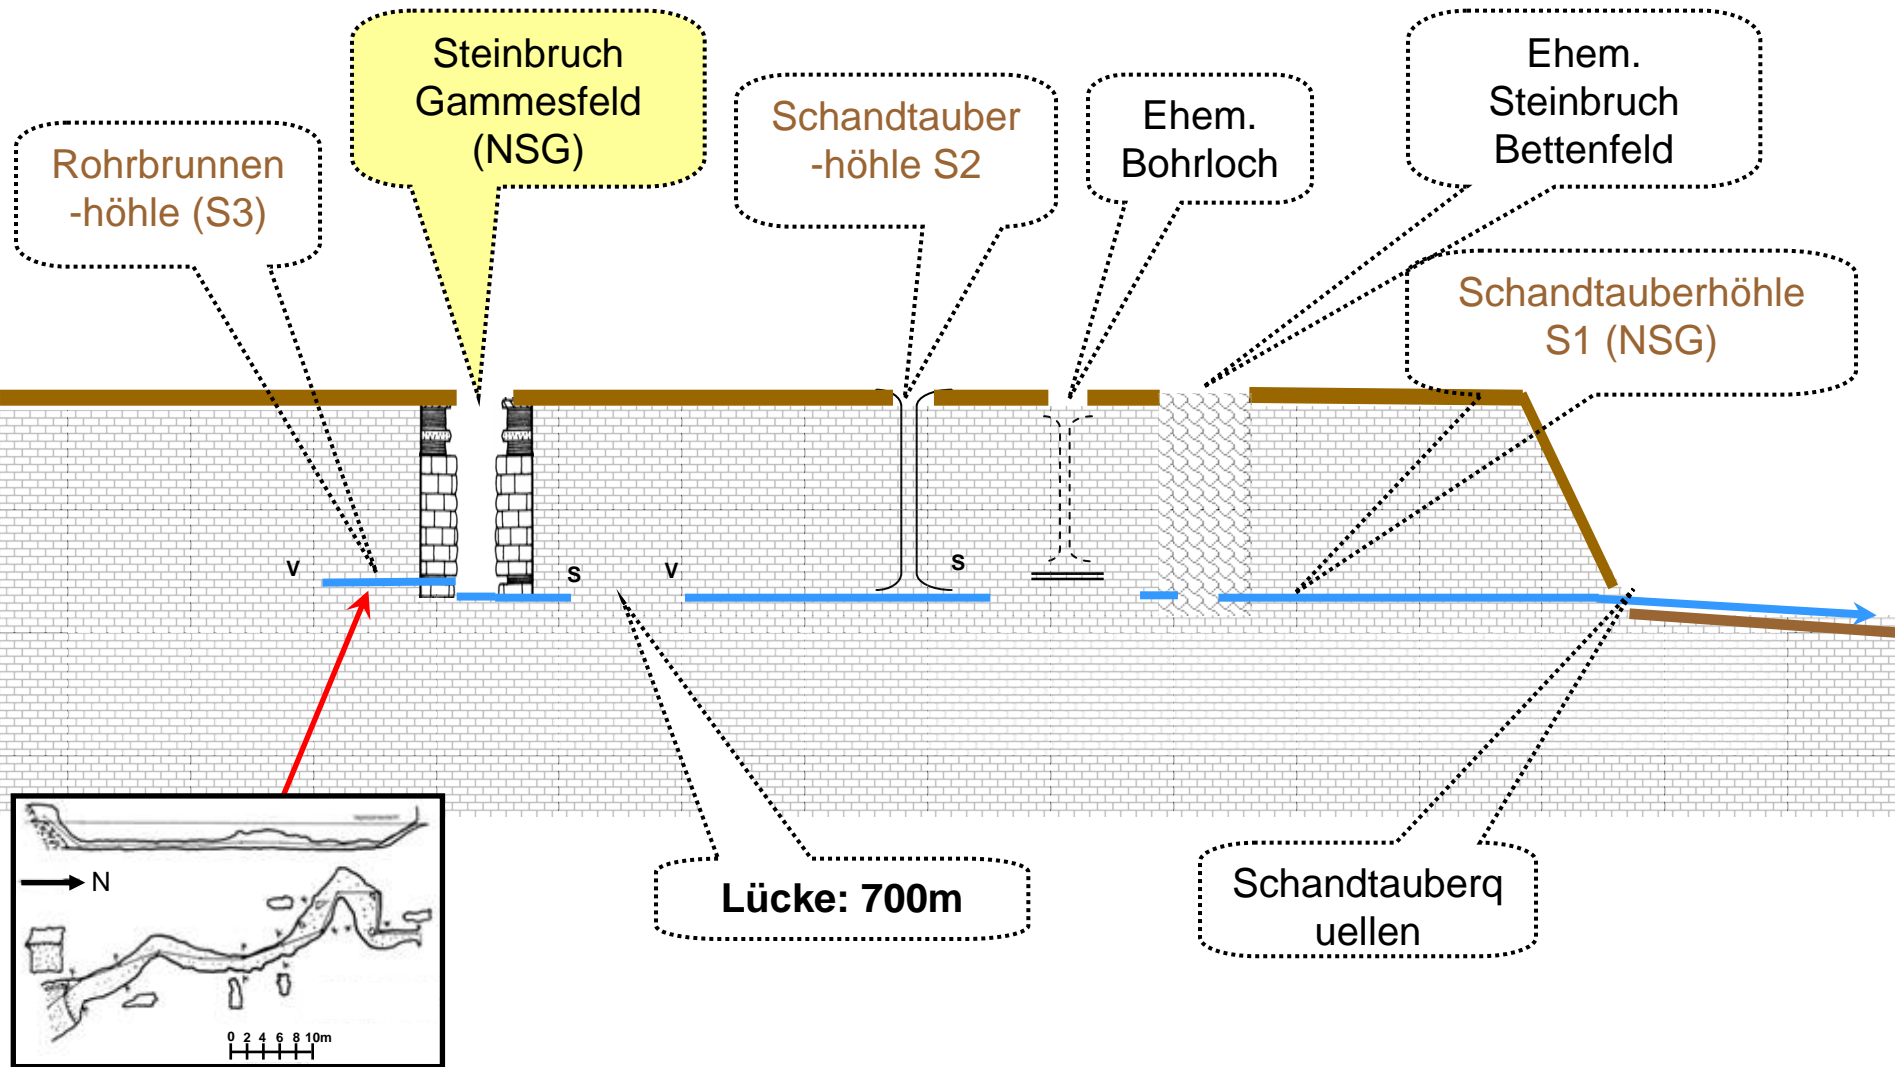 Steinbruch
Gammesfeld
(NSG)
Ehem.
Steinbruch
Bettenfeld
Schandtauber
-höhle S2
Ehem.
Bohrloch
Rohrbrunnen
-höhle (S3)
Schandtauberhöhle
S1 (NSG)
V
S
V
S
N
0 2 4 6 8 10m
Lücke: 700m
Schandtauberq
uellen